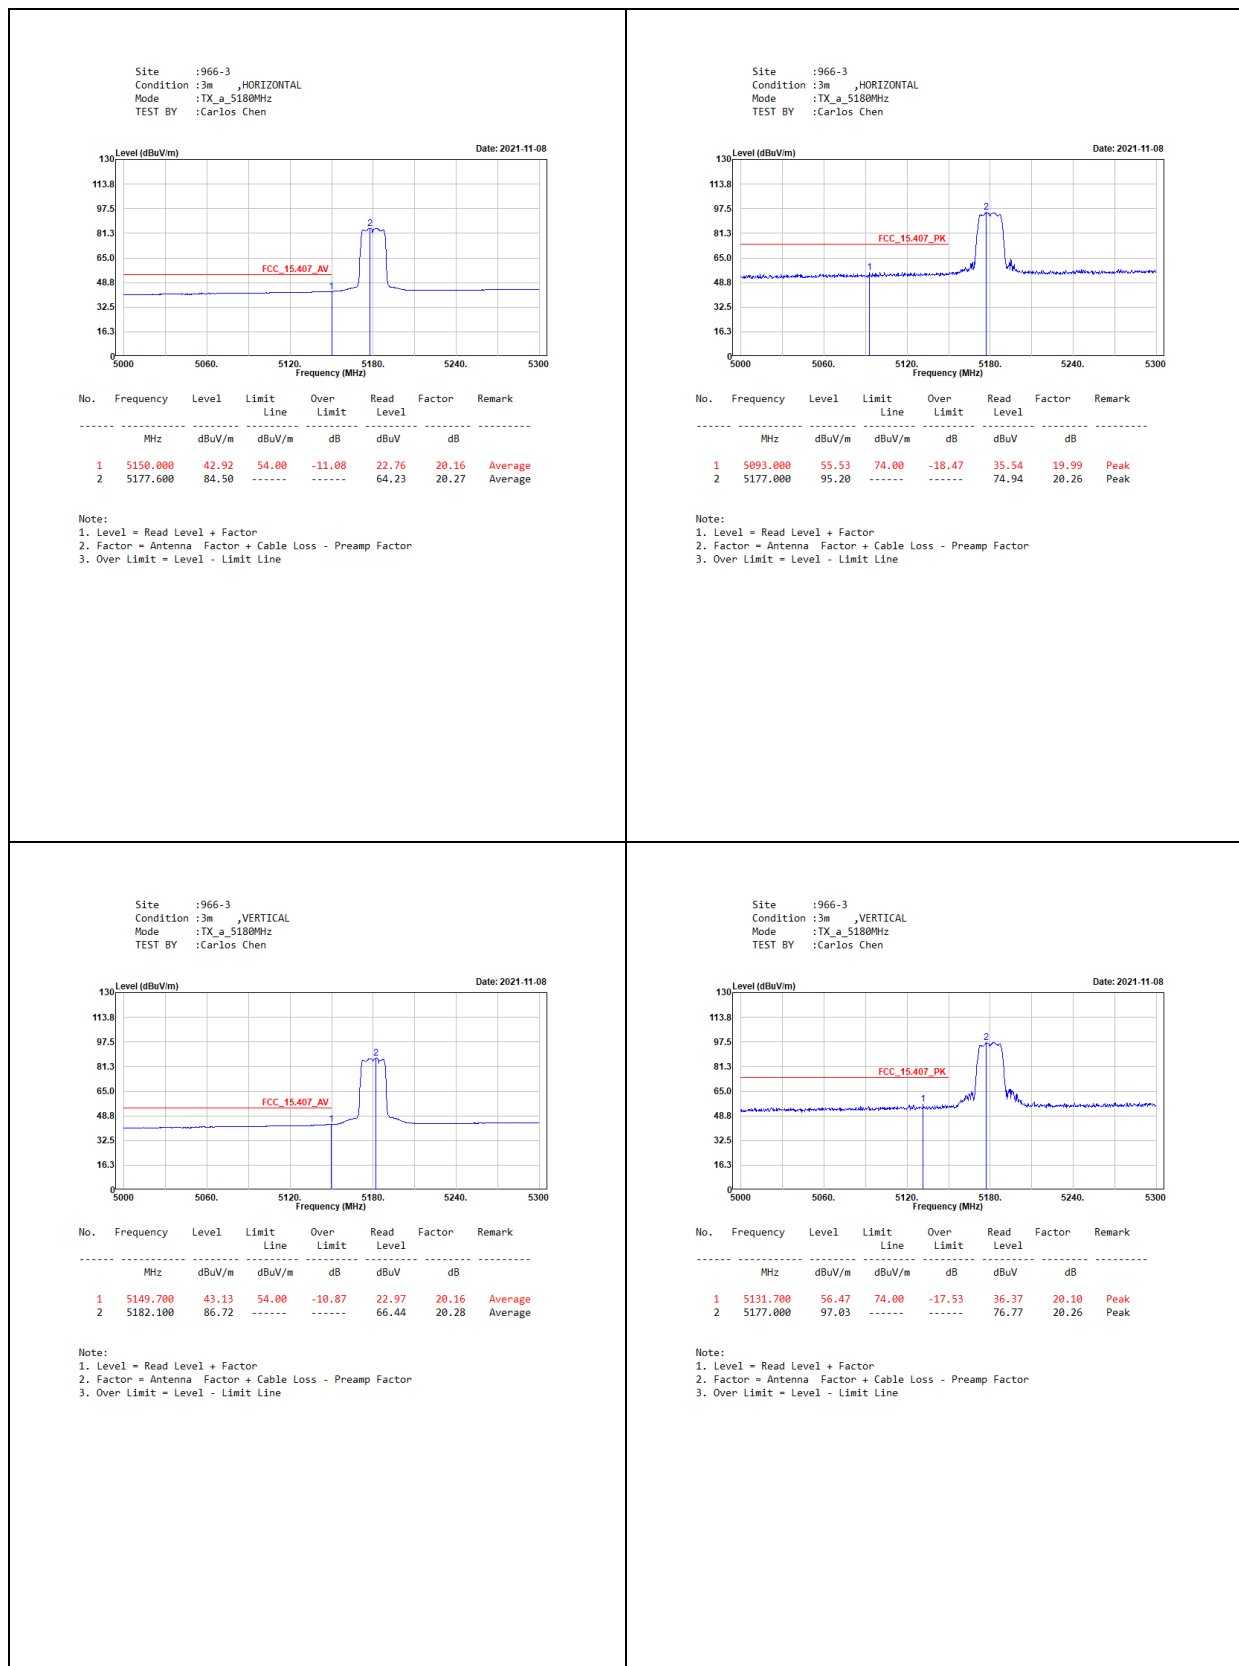 Site      :966-3
Condition :3m    ,HORIZONTAL
Mode      :TX_a_5180MHz
TEST BY   :Carlos Chen
Level (dBuV/m)
Date: 2021-11-08
130
113.8
97.5
81.3
65.0
48.8
32.5
16.3
0
FCC_15.407_AV
1
2
5000 5060. 5120. 5180. 5240. 5300
Frequency (MHz)
No. Frequency Level Limit Over Read Factor Remark
Line Limit Level
------ ----------- -------- -------- -------- -------- -------- ---------
MHz dBuV/m dBuV/m dB dBuV dB
1 5150.000 42.92 54.00 -11.08 22.76 20.16 Average
2 5177.600 84.50 ------ ------ 64.23 20.27 Average
Note:
1. Level = Read Level + Factor
2. Factor = Antenna  Factor + Cable Loss - Preamp Factor
3. Over Limit = Level - Limit Line
Site      :966-3
Condition :3m    ,HORIZONTAL
Mode      :TX_a_5180MHz
TEST BY   :Carlos Chen
Level (dBuV/m)
Date: 2021-11-08
130
113.8
97.5
81.3
65.0
48.8
32.5
16.3
0
FCC_15.407_PK
1
2
5000 5060. 5120. 5180. 5240. 5300
Frequency (MHz)
No. Frequency Level Limit Over Read Factor Remark
Line Limit Level
------ ----------- -------- -------- -------- -------- -------- ---------
MHz dBuV/m dBuV/m dB dBuV dB
1 5093.000 55.53 74.00 -18.47 35.54 19.99 Peak
2 5177.000 95.20 ------ ------ 74.94 20.26 Peak
Note:
1. Level = Read Level + Factor
2. Factor = Antenna  Factor + Cable Loss - Preamp Factor
3. Over Limit = Level - Limit Line
Site      :966-3
Condition :3m    ,VERTICAL
Mode      :TX_a_5180MHz
TEST BY   :Carlos Chen
Level (dBuV/m)
Date: 2021-11-08
130
113.8
97.5
81.3
65.0
48.8
32.5
16.3
0
FCC_15.407_AV
1
2
5000 5060. 5120. 5180. 5240. 5300
Frequency (MHz)
No. Frequency Level Limit Over Read Factor Remark
Line Limit Level
------ ----------- -------- -------- -------- -------- -------- --------
MHz dBuV/m dBuV/m dB dBuV dB
1 5149.700 43.13 54.00 -10.87 22.97 20.16 Average
2 5182.100 86.72 ------ ------ 66.44 20.28 Average
Note:
1. Level = Read Level + Factor
2. Factor = Antenna  Factor + Cable Loss - Preamp Factor
3. Over Limit = Level - Limit Line
Site      :966-3
Condition :3m    ,VERTICAL
Mode      :TX_a_5180MHz
TEST BY   :Carlos Chen
Level (dBuV/m)
Date: 2021-11-08
130
113.8
97.5
81.3
65.0
48.8
32.5
16.3
0
FCC_15.407_PK
1
2
5000 5060. 5120. 5180. 5240. 5300
Frequency (MHz)
No. Frequency Level Limit Over Read Factor Remark
Line Limit Level
------ ----------- -------- -------- -------- -------- -------- ---------
MHz dBuV/m dBuV/m dB dBuV dB
1 5131.700 56.47 74.00 -17.53 36.37 20.10 Peak
2 5177.000 97.03 ------ ------ 76.77 20.26 Peak
Note:
1. Level = Read Level + Factor
2. Factor = Antenna  Factor + Cable Loss - Preamp Factor
3. Over Limit = Level - Limit Line